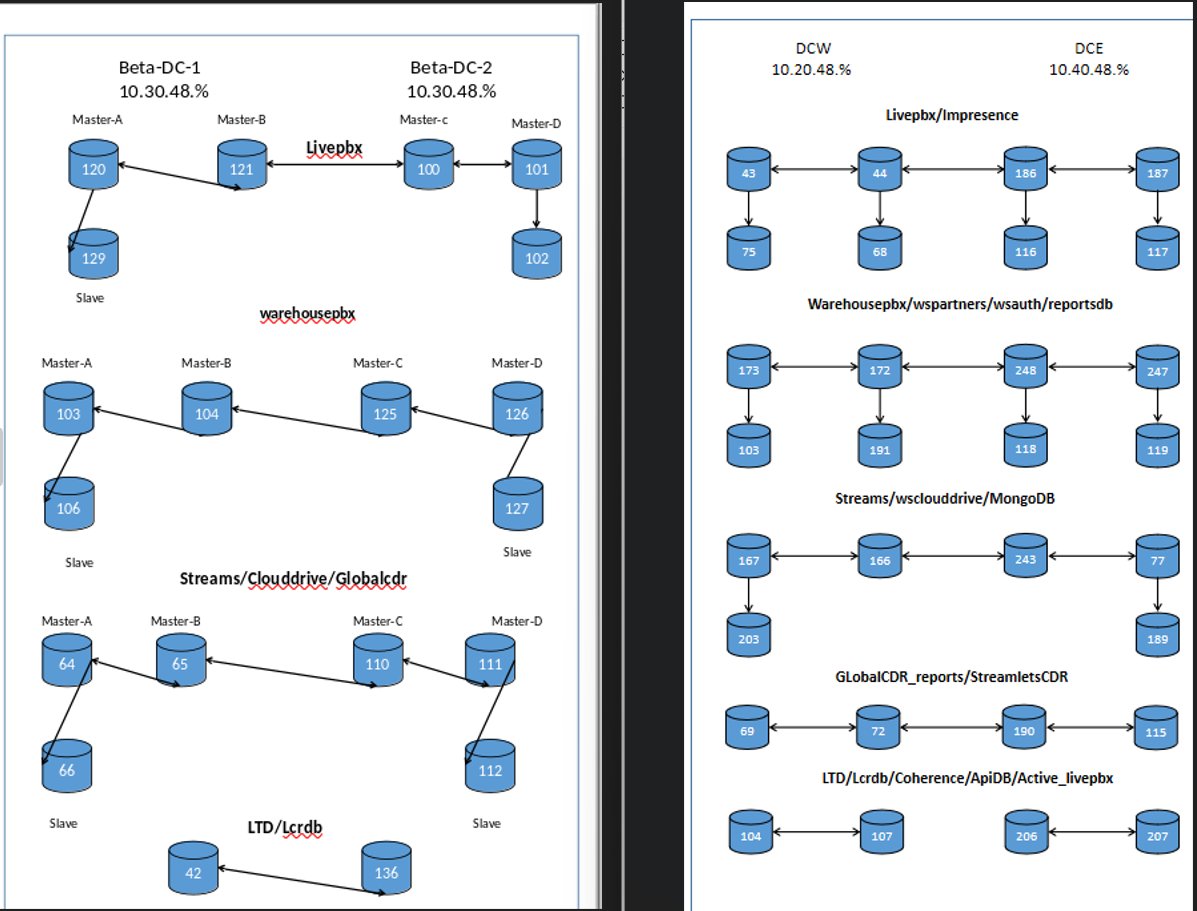 Beta-DC-1
10.30.48.%
Beta-DC-2
10.30.48.%
Master-A
Master-B
Master-c
Master-D
Livepbx
120
121
100
101
129
102
Slave
warehousepbx
Master-A
Master-B
Master-C
Master-D
103
104
125
126
106
127
Slave
Slave
Streams/Clouddrive/Globalcdr
Master-A
Master-B
Master-C
Master-D
64
65
110
111
66
112
Slave
Slave
LTD/Lcrdb
42
136
DCW
10.20.48.%
DCE
10.40.48.%
Livepbx/Impresence
43
44
186
187
75
68
116
117
Warehousepbx/wspartners/wsauth/reportsdb
173
172
248
247
103
191
118
119
Streams/wsclouddrive/MongoDB
167
166
243
77
203
189
GLobalCDR_reports/StreamletsCDR
69
72
190
115
LTD/Lcrdb/Coherence/ApiDB/Active_livepbx
104
107
206
207